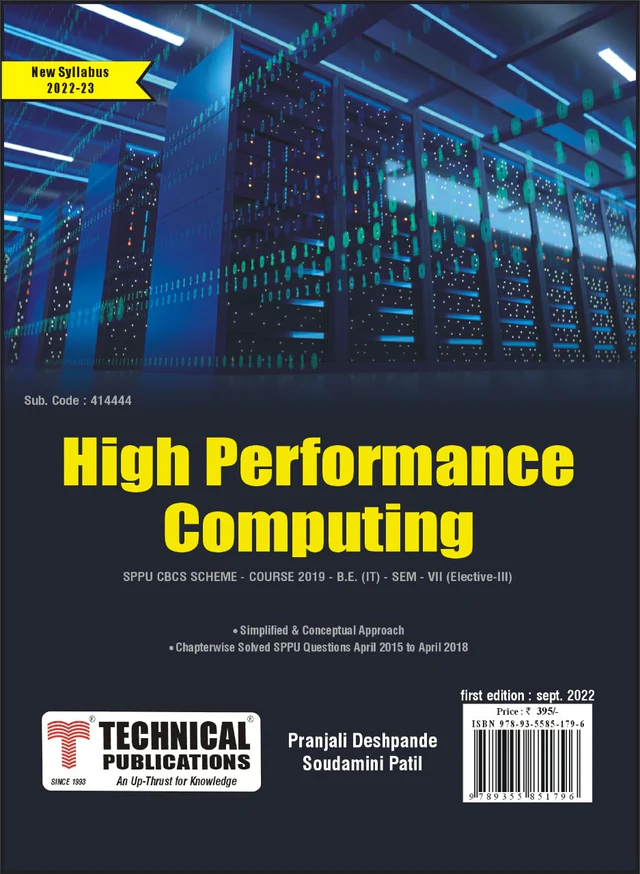 New Syllabus
2022-23
Sub. Code : 414444
High Performance
Computing
SPPU CBCS SCHEME - COURSE 2019 - B.E. (IT) - SEM - VII (Elective-III)
• Simplified & Conceptual Approach
• Chapterwise Solved SPPU Questions April 2015 to April 2018
first edition : sept. 2022
Price : ₹ 395/-
ISBN 978-93-5585-179-6
9 789355 851796
® TECHNICAL ®
PUBLICATIONS
SINCE 1993 An Up-Thrust for Knowledge
Pranjali Deshpande
Soudamini Patil